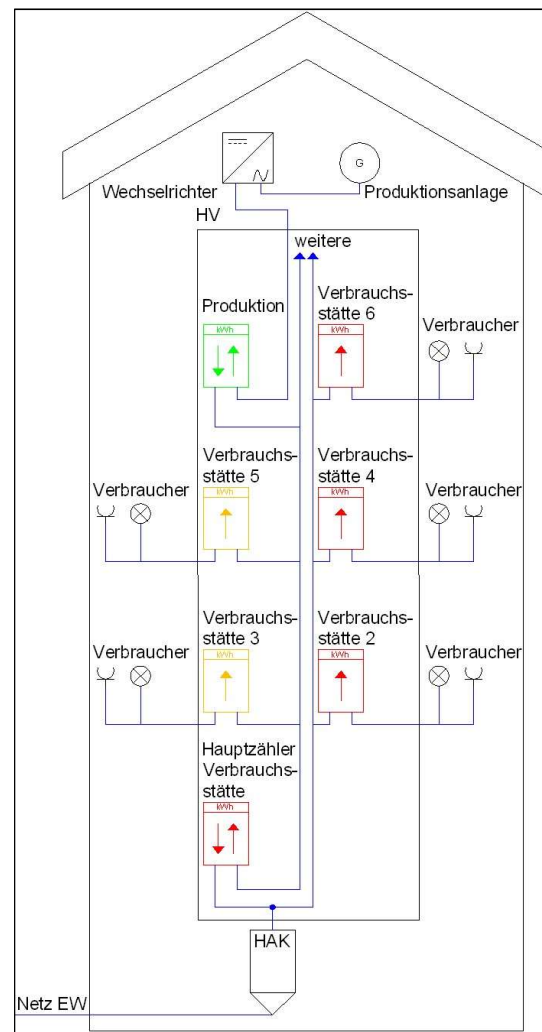 G
Wechselrichter
Produktionsanlage
HV
weitere
Produktion
kWh
Verbrauchs-
stätte 6
kWh
Verbraucher
Verbraucher
Verbrauchs-
stätte 5
kWh
Verbrauchs-
stätte 4
kWh
Verbraucher
Verbraucher
Verbrauchs-
stätte 3
kWh
Verbrauchs-
stätte 2
kWh
Verbraucher
Hauptzähler
Verbrauchs-
stätte
kWh
HAK
Netz EW